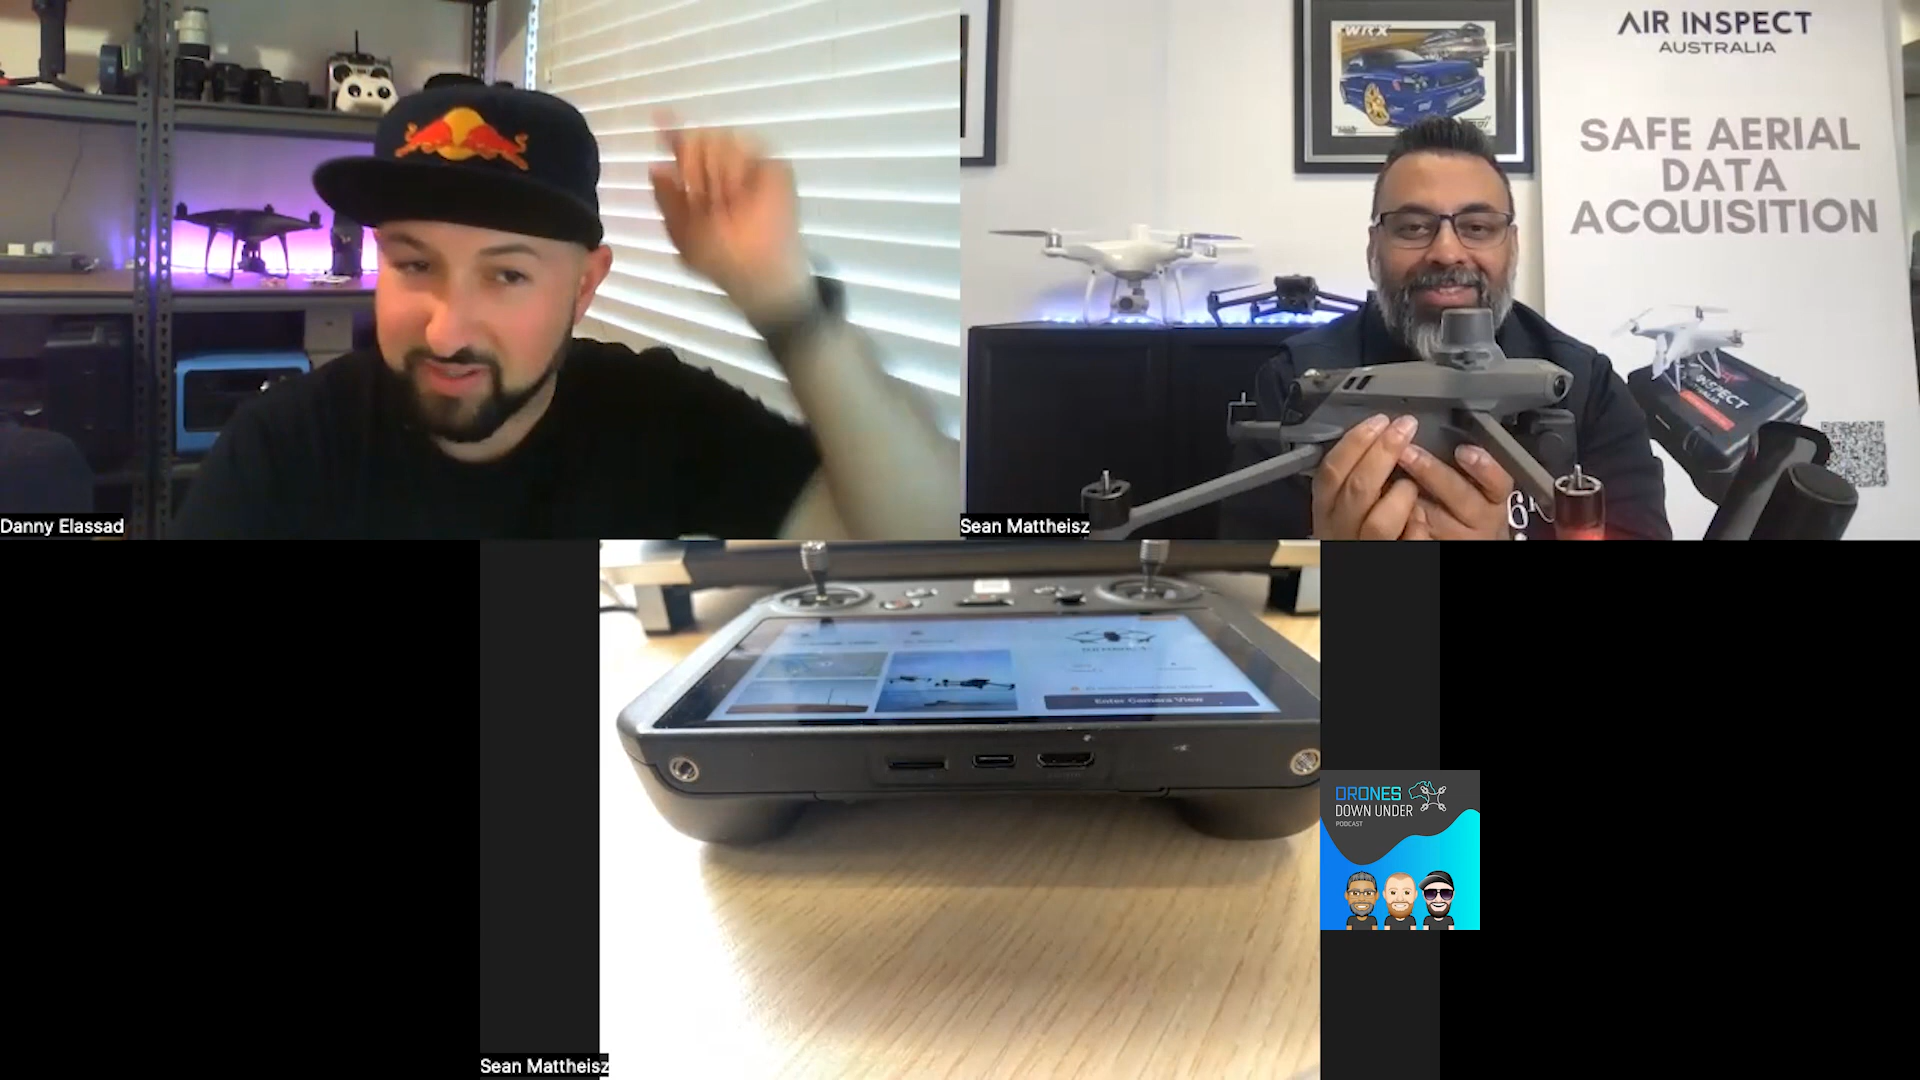 WRX
AIR INSPECT
AUSTRALIA
SAFE AERIAL
DATA
ACQUISITION
INSPECT
Danny Elassad
Sean Mattheisz
Enter Camera View
DRONES
DOWN UNDER
PODCAST
Sean Mattheisz